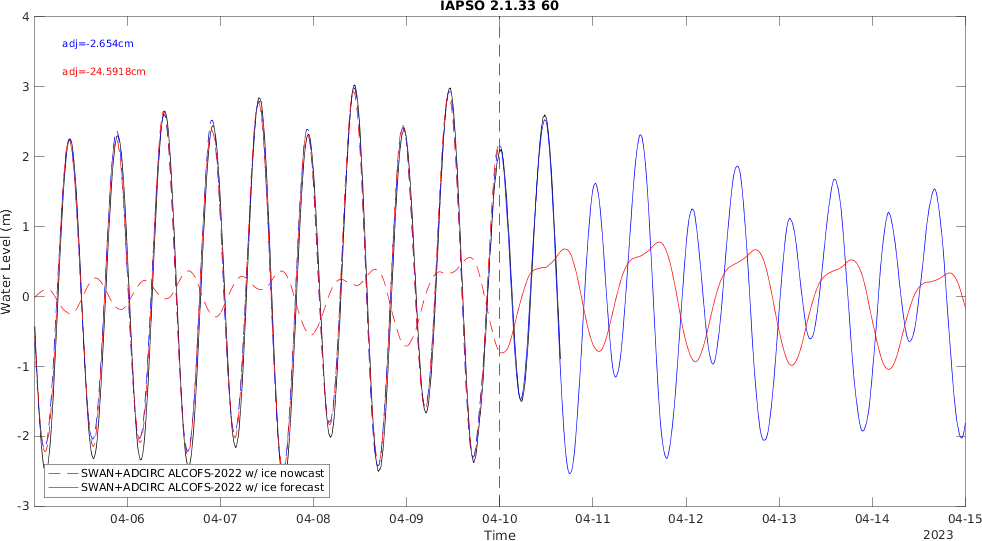 IAPSO 2.1.33 60
adj=-2.654cm
adj=-24.5918cm
Water Level (m)
4
3
2
1
0
-1
-2
-3
SWAN+ADCIRC ALCOFS-2022 w/ ice nowcast
SWAN+ADCIRC ALCOFS-2022 w/ ice forecast
04-06 04-07 04-08 04-09 04-10 04-11 04-12 04-13 04-14 04-15
Time
2023